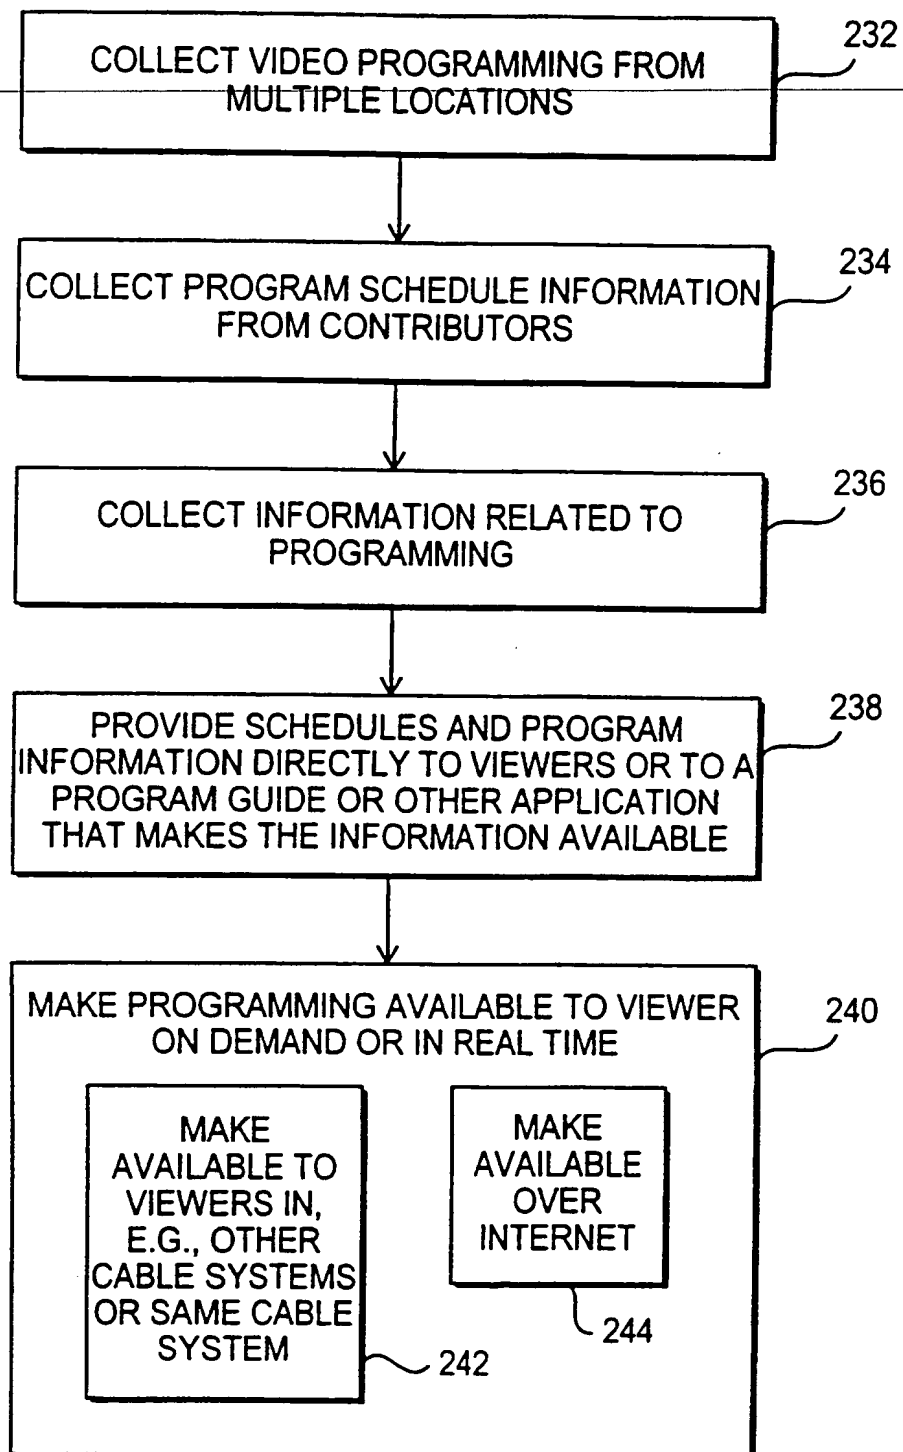 COLLECT VIDEO PROGRAMMING FROM
MULTIPLE LOCATIONS
232
COLLECT PROGRAM SCHEDULE INFORMATION
FROM CONTRIBUTORS
234
COLLECT INFORMATION RELATED TO
PROGRAMMING
236
PROVIDE SCHEDULES AND PROGRAM
INFORMATION DIRECTLY TO VIEWERS OR TO A
PROGRAM GUIDE OR OTHER APPLICATION
THAT MAKES THE INFORMATION AVAILABLE
238
MAKE PROGRAMMING AVAILABLE TO VIEWER
ON DEMAND OR IN REAL TIME
240
MAKE
AVAILABLE TO
VIEWERS IN,
E.G., OTHER
CABLE SYSTEMS
OR SAME CABLE
SYSTEM
242
MAKE
AVAILABLE
OVER
INTERNET
244